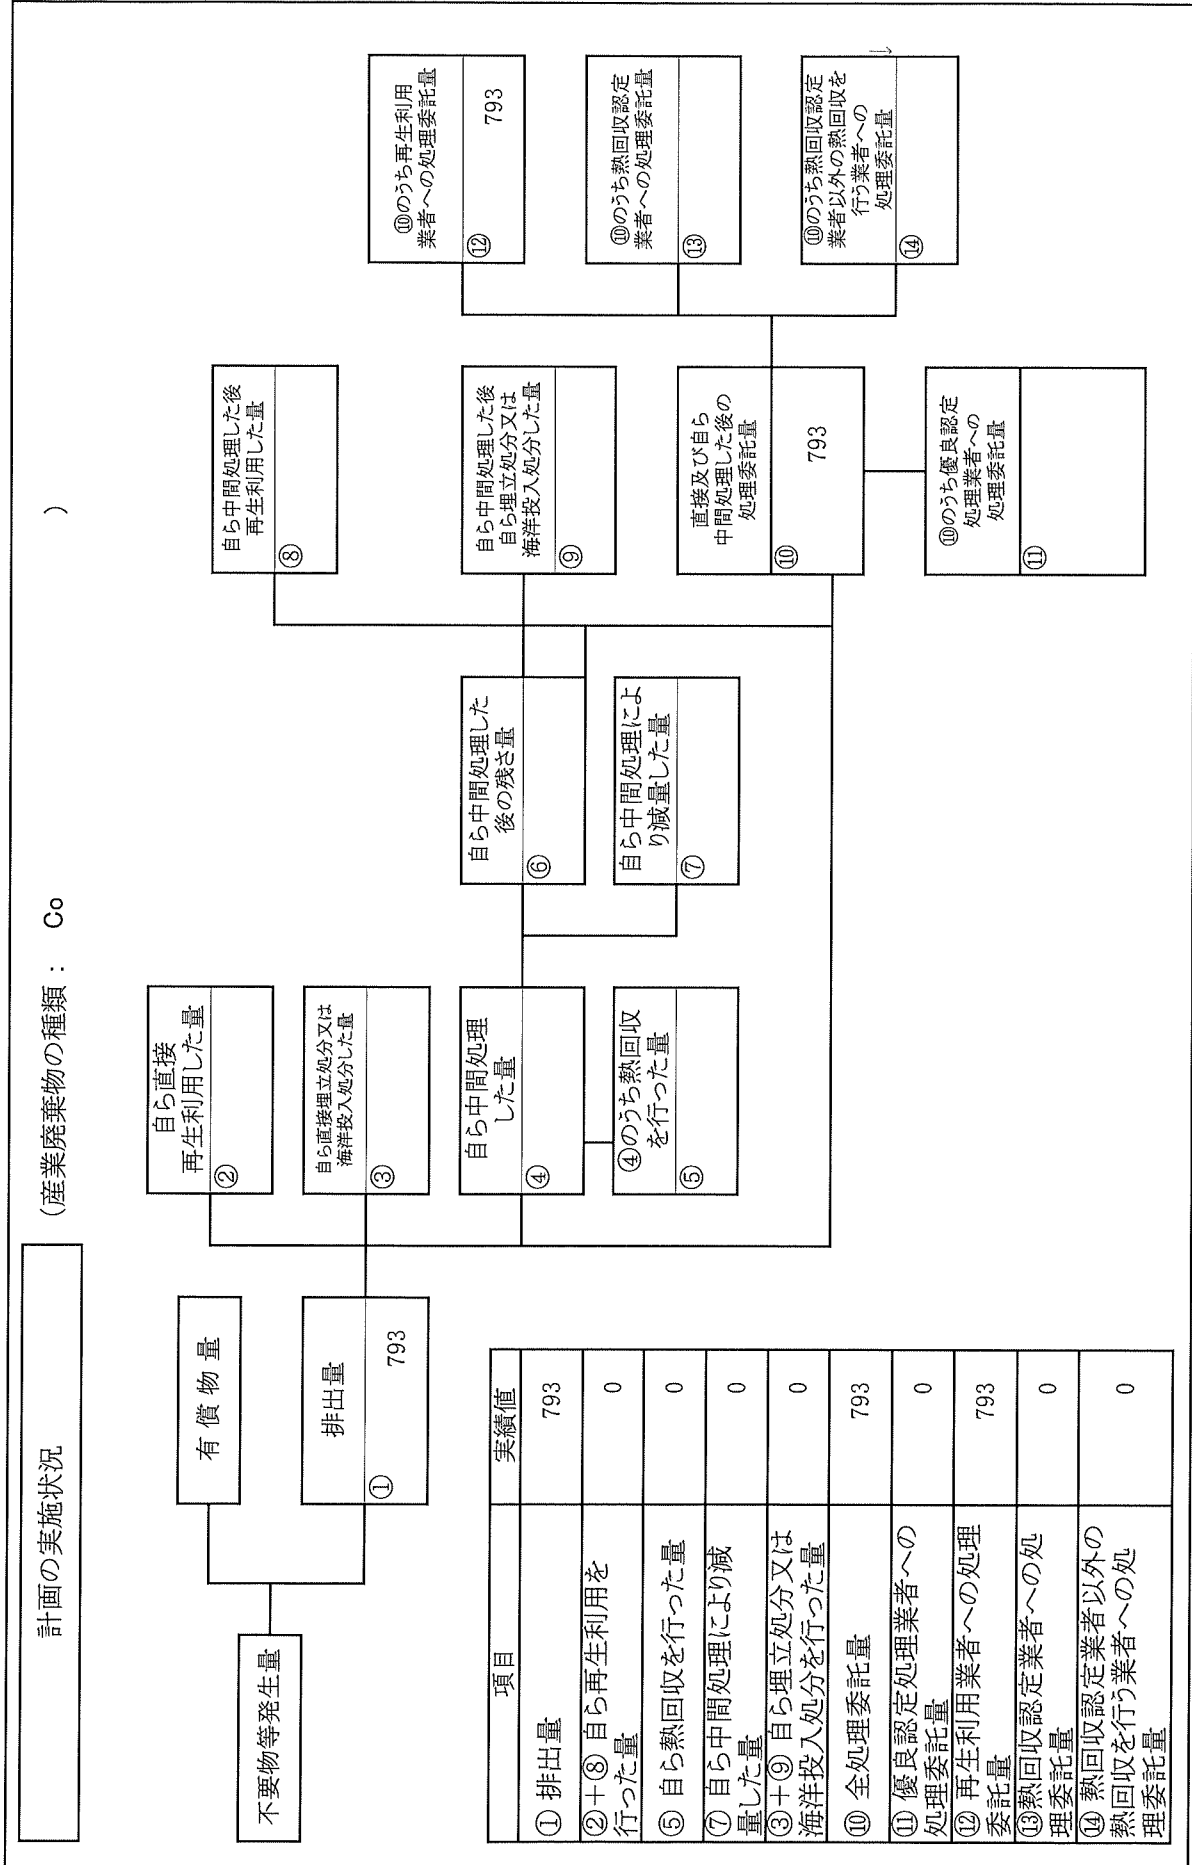 計画の実施状況
(産業廃棄物の種類： Co )
不要物等発生量
有償物量
排出量
①
793
自ら直接
再生利用した量
②
自ら直接埋立処分又は
海洋投入処分した量
③
自ら中間処理
した量
④
④のうち熱回収
を行った量
⑤
自ら中間処理した
後の残さ量
⑥
自ら中間処理によ
り減量した量
⑦
自ら中間処理した後
再生利用した量
⑧
自ら中間処理した後
自ら埋立処分又は
海洋投入処分した量
⑨
直接及び自ら
中間処理した後の
処理委託量
⑩
793
⑩のうち優良認定
処理業者への
処理委託量
⑪
⑩のうち再生利用
業者への処理委託量
⑫
793
⑩のうち熱回収認定
業者への処理委託量
⑬
⑩のうち熱回収認定
業者以外の熱回収を
行う業者への
処理委託量
⑭
項目 実績値
① 排出量 793
②＋⑧ 自ら再生利用を
行った量 0
⑤ 自ら熱回収を行った量 0
⑦ 自ら中間処理により減
量した量 0
③＋⑨ 自ら埋立処分又は
海洋投入処分を行った量 0
⑩ 全処理委託量 793
⑪ 優良認定処理業者への
処理委託量 0
⑫ 再生利用業者への処理
委託量 793
⑬熱回収認定業者への処
理委託量 0
⑭ 熱回収認定業者以外の
熱回収を行う業者への処
理委託量 0